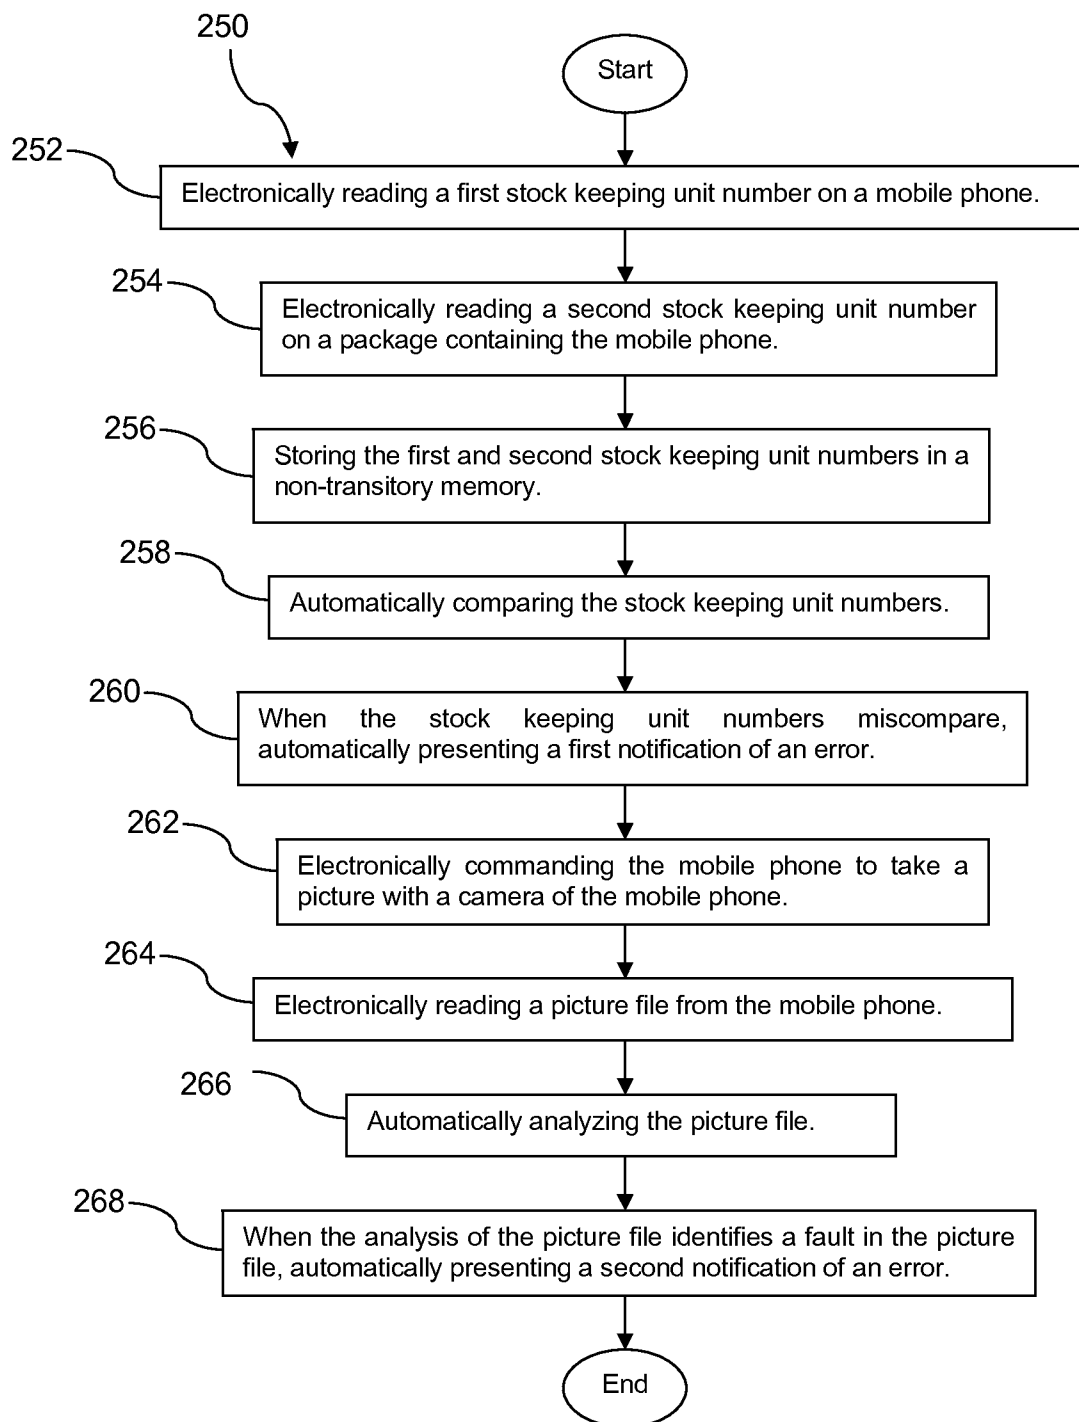 250
Start
252
Electronically reading a first stock keeping unit number on a mobile phone.
254
Electronically reading a second stock keeping unit number
on a package containing the mobile phone.
256
Storing the first and second stock keeping unit numbers in a
non-transitory memory.
258
Automatically comparing the stock keeping unit numbers.
260
When the stock keeping unit numbers miscompare,
automatically presenting a first notification of an error.
262
Electronically commanding the mobile phone to take a
picture with a camera of the mobile phone.
264
Electronically reading a picture file from the mobile phone.
266
Automatically analyzing the picture file.
268
When the analysis of the picture file identifies a fault in the picture
file, automatically presenting a second notification of an error.
End